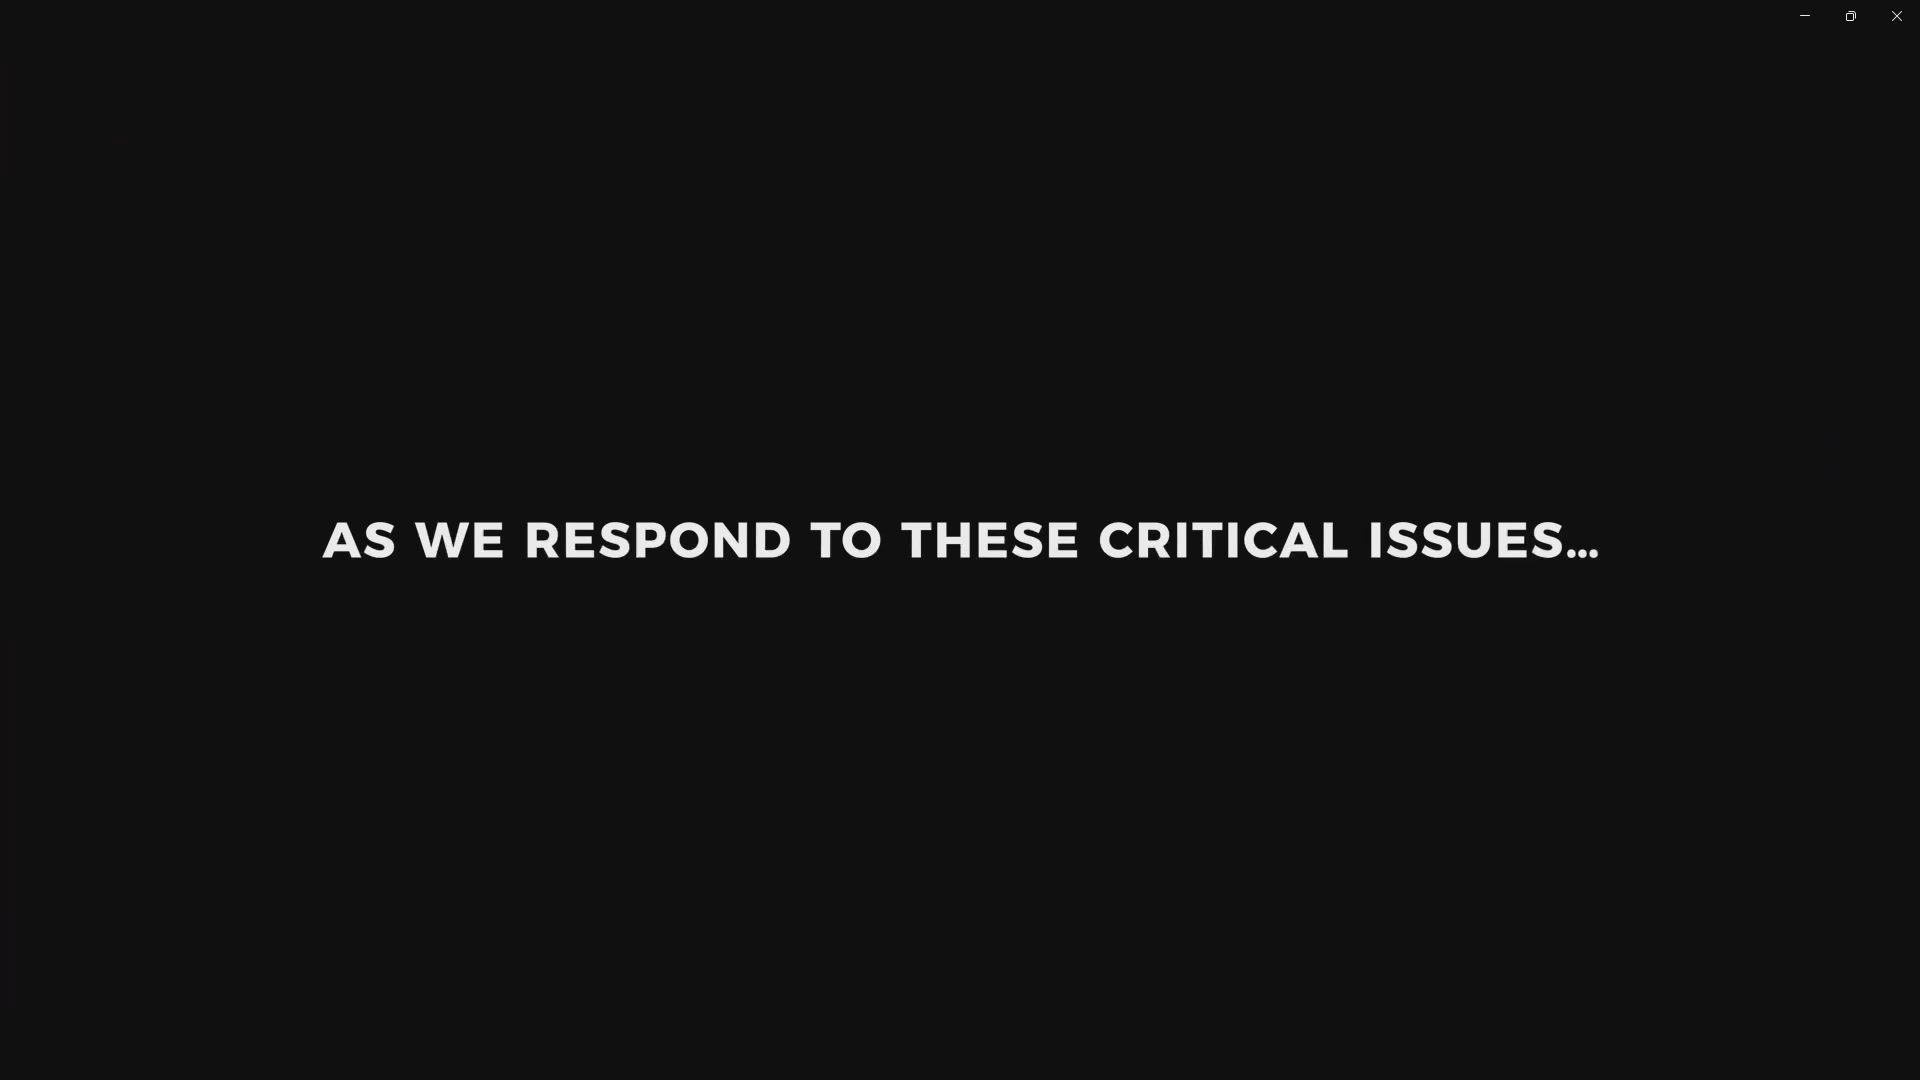 AS WE RESPOND TO THESE CRITICAL ISSUES...